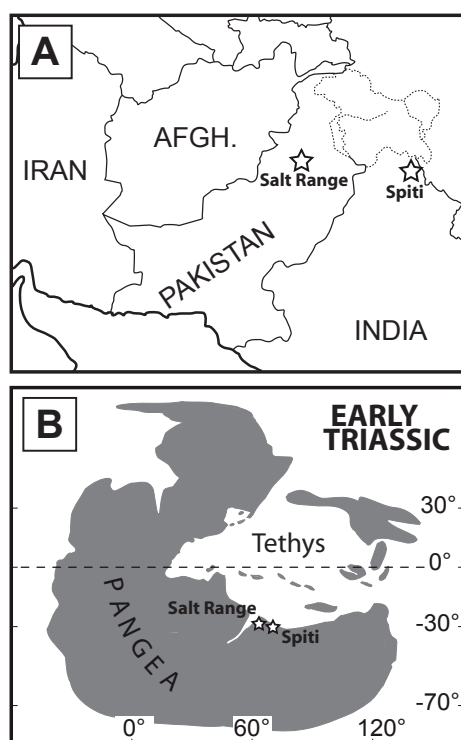 A
AFGH.
IRAN
Salt Range
Spiti
PAKISTAN
INDIA
B
EARLY
TRIASSIC
30°
Tethys
0°
PANGEA
Salt Range
Spiti
-30°
-70°
0°
60°
120°